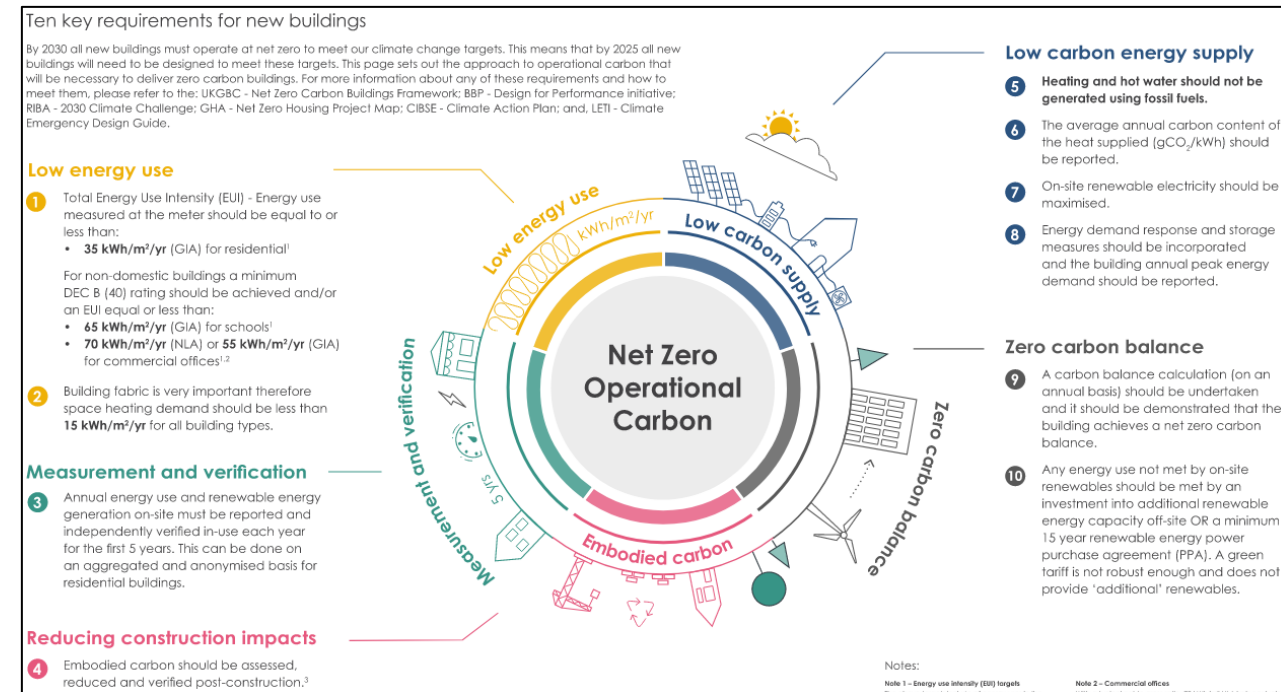 Ten key requirements for new buildings
By 2030 all new buildings must operate at net zero to meet our climate change targets. This means that by 2025 all new
buildings will need to be designed to meet these targets. This page sets out the approach to operational carbon that
will be necessary to deliver zero carbon buildings. For more information about any of these requirements and how to
meet them, please refer to the: UKGBC - Net Zero Carbon Buildings Framework; BBP - Design for Performance initiative;
RIBA - 2030 Climate Challenge; GHA - Net Zero Housing Project Map; CIBSE - Climate Action Plan; and, LETI - Climate
Emergency Design Guide.
Low energy use
1 Total Energy Use Intensity (EUI) - Energy use
measured at the meter should be equal to or
less than:
• 35 kWh/m²/yr (GIA) for residential¹
For non-domestic buildings a minimum
DEC B (40) rating should be achieved and/or
an EUI equal or less than:
• 65 kWh/m²/yr (GIA) for schools¹
• 70 kWh/m²/yr (NLA) or 55 kWh/m²/yr (GIA)
for commercial offices¹,²
2 Building fabric is very important therefore
space heating demand should be less than
15 kWh/m²/yr for all building types.
Measurement and verification
3 Annual energy use and renewable energy
generation on-site must be reported and
independently verified in-use each year
for the first 5 years. This can be done on
an aggregated and anonymised basis for
residential buildings.
Reducing construction impacts
4 Embodied carbon should be assessed,
reduced and verified post-construction.³
Low energy use
kWh/m²/yr
Low carbon supply
Measurement and verification
5 yrs
Net Zero
Operational
Carbon
Zero carbon balance
Embodied carbon
Low carbon energy supply
5 Heating and hot water should not be
generated using fossil fuels.
6 The average annual carbon content of
the heat supplied (gCO₂/kWh) should
be reported.
7 On-site renewable electricity should be
maximised.
8 Energy demand response and storage
measures should be incorporated
and the building annual peak energy
demand should be reported.
Zero carbon balance
9 A carbon balance calculation (on an
annual basis) should be undertaken
and it should be demonstrated that the
building achieves a net zero carbon
balance.
10 Any energy use not met by on-site
renewables should be met by an
investment into additional renewable
energy capacity off-site OR a minimum
15 year renewable energy power
purchase agreement (PPA). A green
tariff is not robust enough and does not
provide 'additional' renewables.
Notes:
Note 1 – Energy use intensity (EUI) targets
Note 2 – Commercial offices